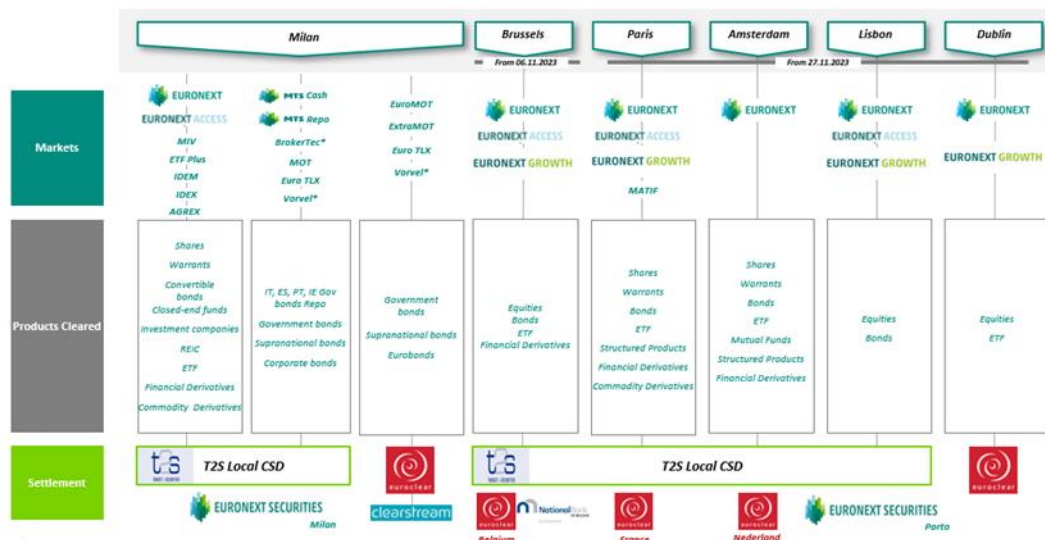 Milan
Brussels
Paris
Amsterdam
Lisbon
Dublin
From 06.11.2023
From 27.11.2023
Markets
EURONEXT
EURONEXT ACCESS
MIV
ETF Plus
IDEM
IDEX
AGREX
MTS Cash
MTS Repo
BrokerTec*
MOT
Euro TLX
Vorvel*
EuroMOT
ExtraMOT
Euro TLX
Vorvel*
EURONEXT
EURONEXT ACCESS
EURONEXT GROWTH
EURONEXT
EURONEXT ACCESS
EURONEXT GROWTH
MATIF
EURONEXT
EURONEXT
EURONEXT ACCESS
EURONEXT GROWTH
EURONEXT
EURONEXT GROWTH
Products Cleared
Shares
Warrants
Convertible
bonds
Closed-end funds
Investment companies
REIC
ETF
Financial Derivatives
Commodity Derivatives
IT, ES, PT, IE Gov
bonds Repo
Government bonds
Supranational bonds
Corporate bonds
Government
bonds
Supranational bonds
Eurobonds
Equities
Bonds
ETF
Financial Derivatives
Shares
Warrants
Bonds
ETF
Structured Products
Financial Derivatives
Commodity Derivatives
Shares
Warrants
Bonds
ETF
Mutual Funds
Structured Products
Financial Derivatives
Equities
Bonds
Equities
ETF
Settlement
t2s
T2S Local CSD
EURONEXT SECURITIES
Milan
euroclear
clearstream
t2s
T2S Local CSD
euroclear
Belgium
NationalBank
euroclear
France
euroclear
Nederland
EURONEXT SECURITIES
Porto
euroclear